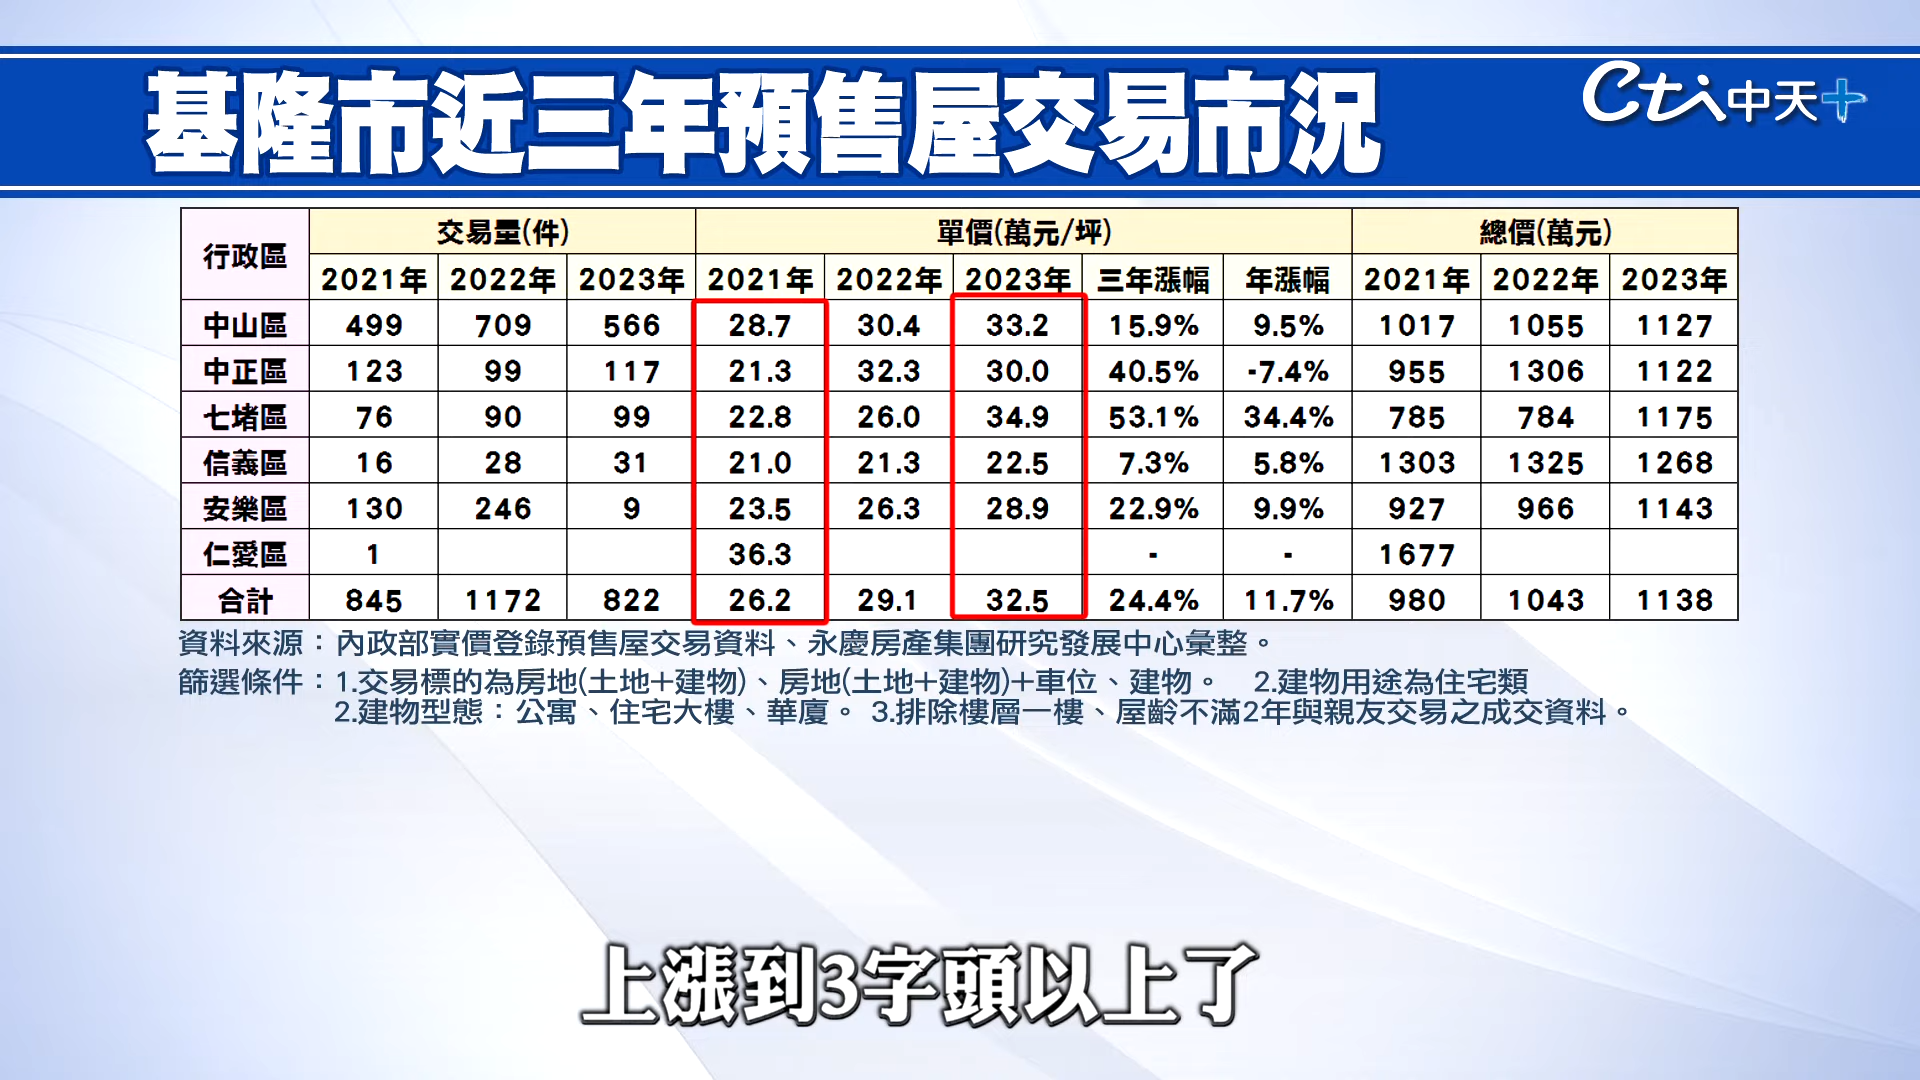 基隆市近三年預售屋交易市況
Cti中天+
行政區 交易量(件) 單價(萬元/坪) 總價(萬元)
2021年 2022年 2023年 2021年 2022年 2023年 三年漲幅 年漲幅 2021年 2022年 2023年
中山區 499 709 566 28.7 30.4 33.2 15.9% 9.5% 1017 1055 1127
中正區 123 99 117 21.3 32.3 30.0 40.5% -7.4% 955 1306 1122
七堵區 76 90 99 22.8 26.0 34.9 53.1% 34.4% 785 784 1175
信義區 16 28 31 21.0 21.3 22.5 7.3% 5.8% 1303 1325 1268
安樂區 130 246 9 23.5 26.3 28.9 22.9% 9.9% 927 966 1143
仁愛區 1 36.3 - - 1677
合計 845 1172 822 26.2 29.1 32.5 24.4% 11.7% 980 1043 1138
資料來源：內政部實價登錄預售屋交易資料、永慶房產集團研究發展中心彙整。
篩選條件：1.交易標的為房地(土地+建物)、房地(土地+建物)+車位、建物。 2.建物用途為住宅類
2.建物型態：公寓、住宅大樓、華廈。 3.排除樓層一樓、屋齡不滿2年與親友交易之成交資料。
上漲到3字頭以上了